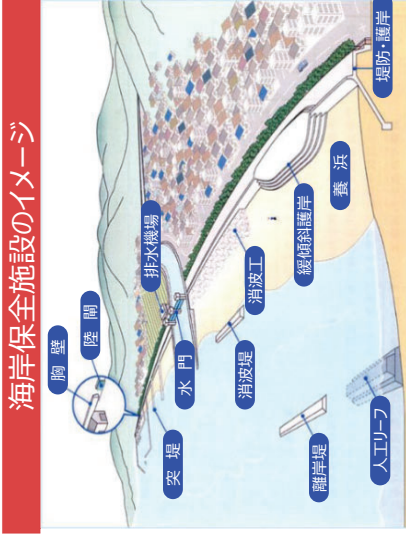 海岸保全施設のイメージ
胸壁
陸閘
排水機場
堤防・護岸
突堤
水門
消波工
緩傾斜護岸
養浜
消波堤
離岸堤
人工リーフ